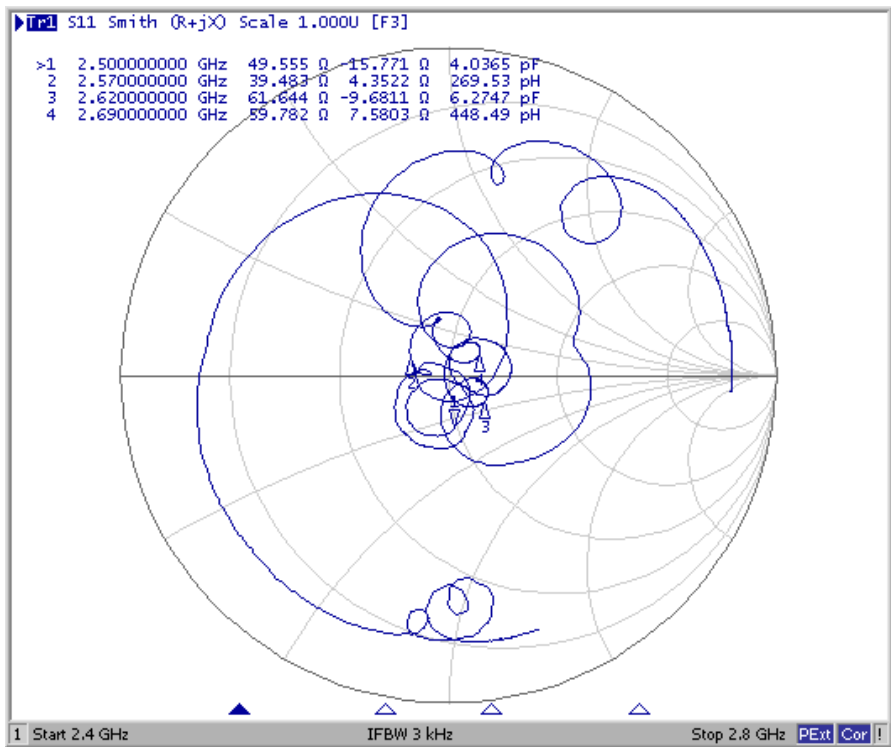 Tr1 S11 Smith (R+jX) Scale 1.000U [F3]
>1 2.500000000 GHz 49.555 Ω -15.771 Ω 4.0365 pF
2 2.570000000 GHz 39.483 Ω 4.3522 Ω 269.53 pH
3 2.620000000 GHz 61.644 Ω -9.6811 Ω 6.2747 pF
4 2.690000000 GHz 59.782 Ω 7.5803 Ω 448.49 pH
2
3
1 Start 2.4 GHz IFBW 3 kHz Stop 2.8 GHz PExt Cor !